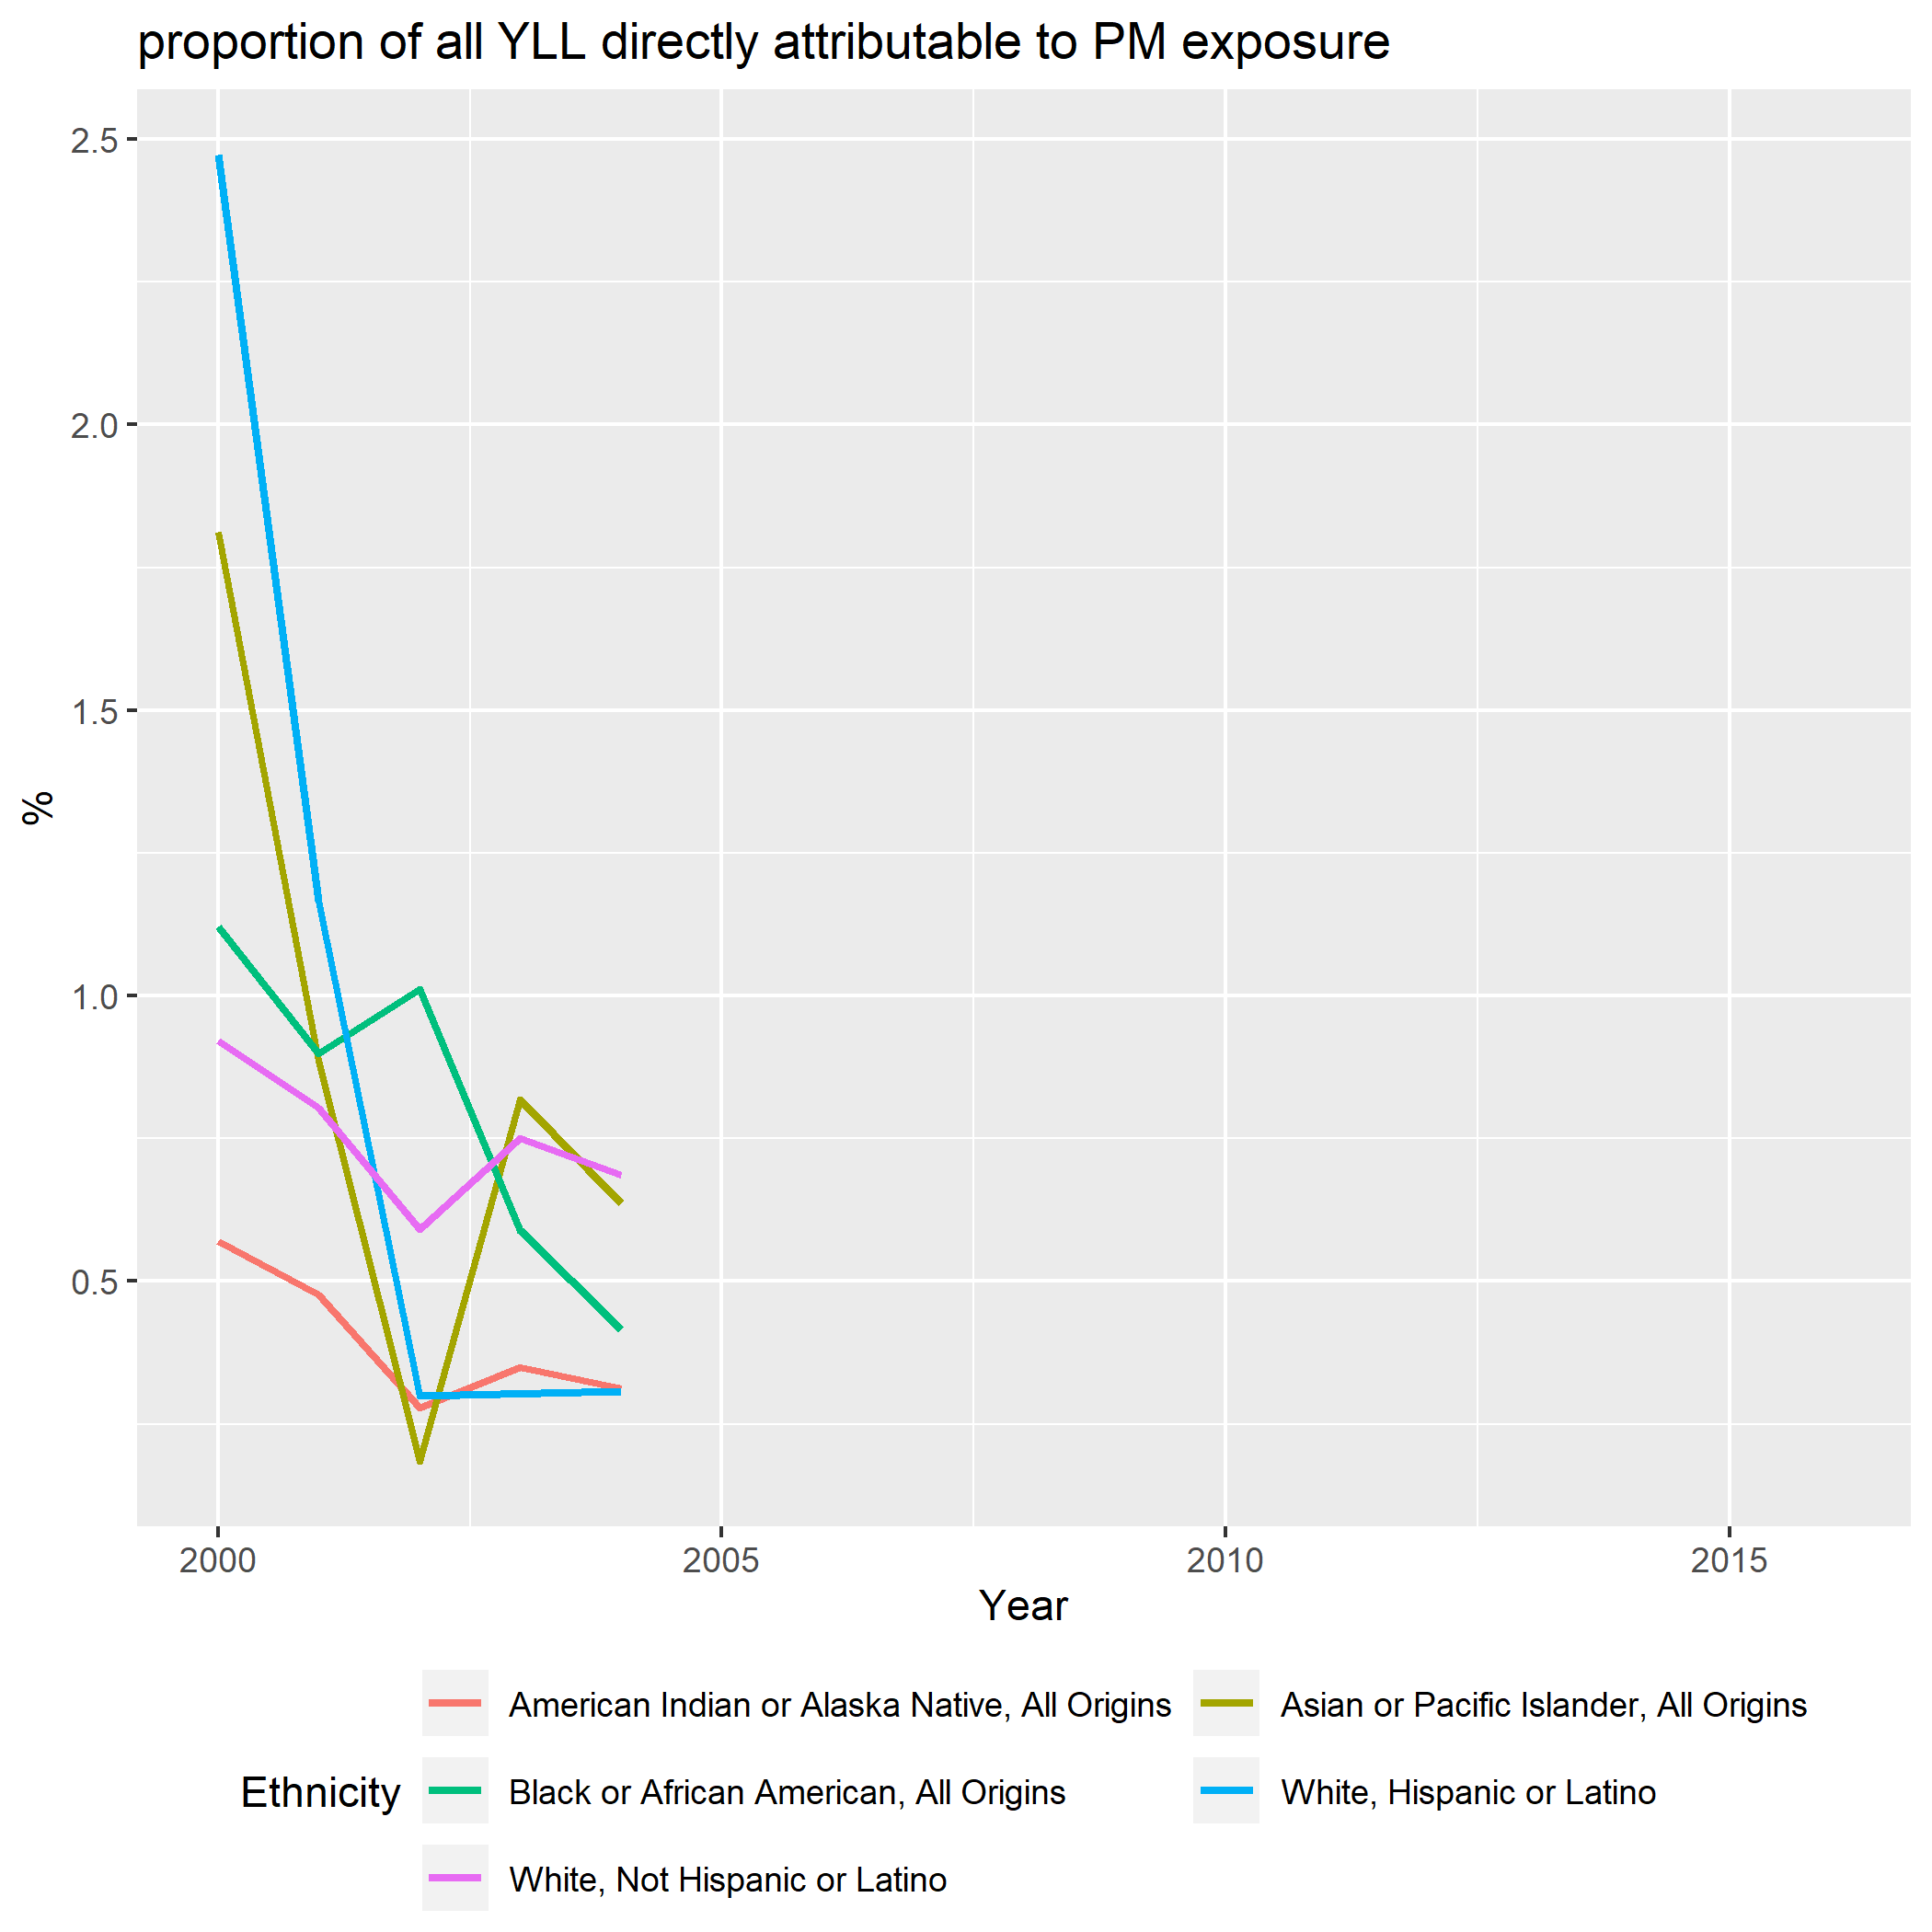 proportion of all YLL directly attributable to PM exposure
2.5
2.0
1.5
1.0
0.5
%
2000 2005 2010 2015
Year
Ethnicity
American Indian or Alaska Native, All Origins
Asian or Pacific Islander, All Origins
Black or African American, All Origins
White, Hispanic or Latino
White, Not Hispanic or Latino